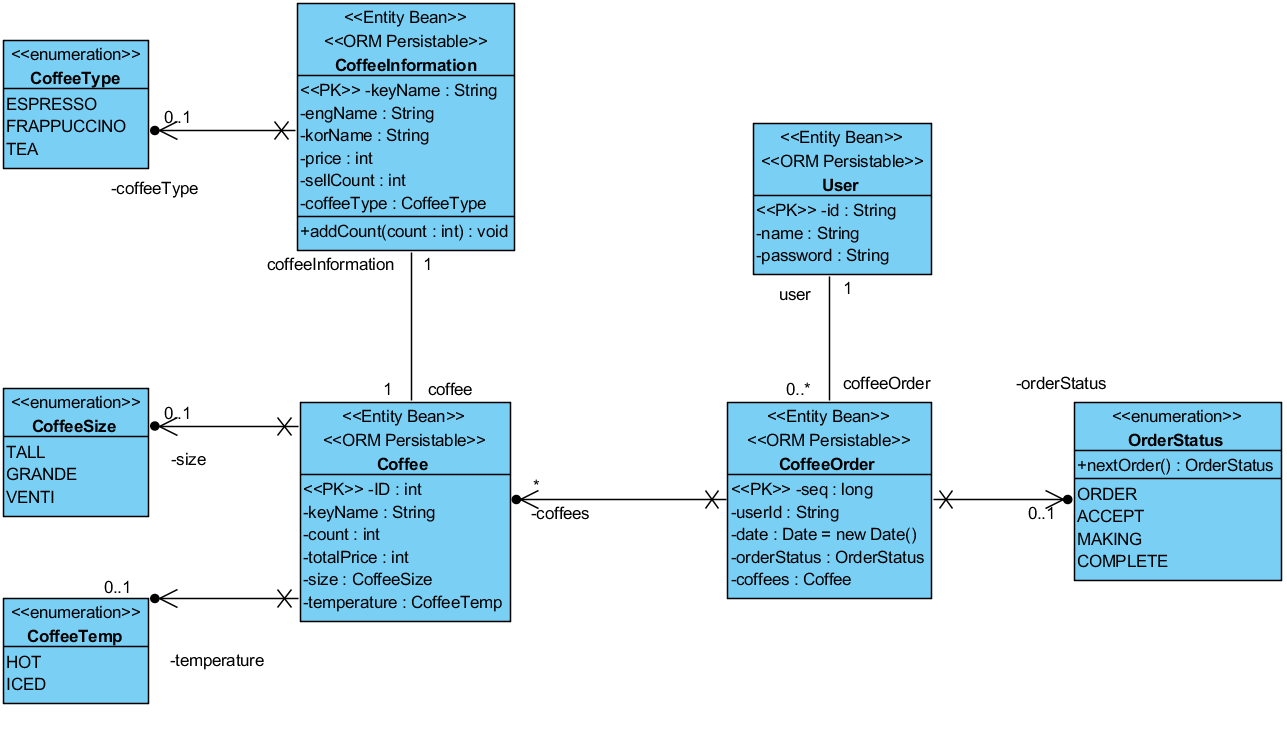 <<enumeration>>
CoffeeType
ESPRESSO
FRAPPUCCINO
TEA
0..1
-coffeeType
<<Entity Bean>>
<<ORM Persistable>>
CoffeeInformation
<<PK>> -keyName : String
-engName : String
-korName : String
-price : int
-sellCount : int
-coffeeType : CoffeeType
+addCount(count : int) : void
coffeeInformation
1
<<Entity Bean>>
<<ORM Persistable>>
User
<<PK>> -id : String
-name : String
-password : String
user
1
1
coffee
0..*
coffeeOrder
-orderStatus
<<enumeration>>
CoffeeSize
TALL
GRANDE
VENTI
0..1
-size
<<Entity Bean>>
<<ORM Persistable>>
Coffee
<<PK>> -ID : int
-keyName : String
-count : int
-totalPrice : int
-size : CoffeeSize
-temperature : CoffeeTemp
*
-coffees
<<Entity Bean>>
<<ORM Persistable>>
CoffeeOrder
<<PK>> -seq : long
-userId : String
-date : Date = new Date()
-orderStatus : OrderStatus
-coffees : Coffee
0..1
<<enumeration>>
OrderStatus
+nextOrder() : OrderStatus
ORDER
ACCEPT
MAKING
COMPLETE
0..1
<<enumeration>>
CoffeeTemp
HOT
ICED
-temperature